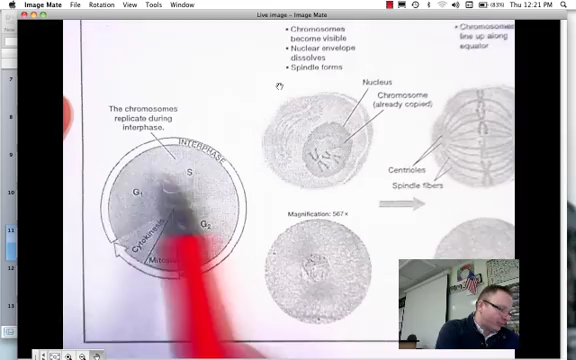 Image Mate File Rotation Tools Window
(83%) Thu 12:21 PM
Live image – Image Mate
7
8
9
10
11
12
13
• Chromosomes
become visible
• Nuclear envelope
dissolves
• Spindle forms
• Chromosomes
line up along
equator
Nucleus
Chromosome
(already copied)
The chromosomes
replicate during
interphase.
INTERPHASE
S
G1
G2
Cytokinesis
Mitosis
Centrioles
Spindle fibers
Magnification: 567×